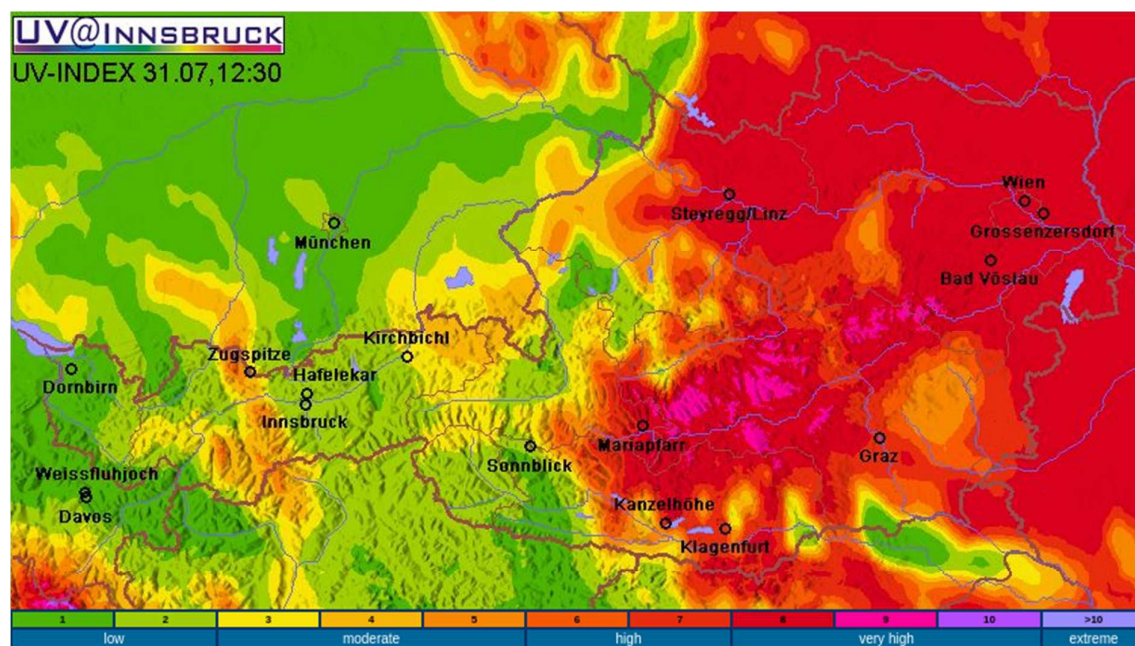 UV@INNSBRUCK
UV-INDEX 31.07,12:30
Wien
Steyregg/Linz
Grossenzersdorf
München
Bad Vöslau
Kirchbichl
Zugspitze
Dornbirn
Hafelekar
Innsbruck
Mariapfarr
Sonnblick
Graz
Weissfluhjoch
Davos
Kanzelhöhe
Klagenfurt
1 2 3 4 5 6 7 8 9 10 >10
low moderate high very high extreme